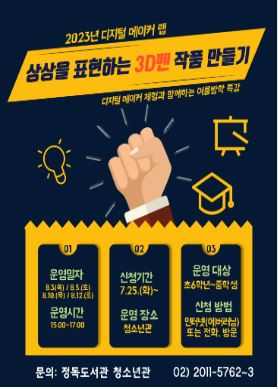 2023년 디지털 메이커 랩
상상을 표현하는 3D펜 작품 만들기
디지털 메이커 체험과 함께하는 여름방학 특강
01
운영일자
8.3(목) / 8.5(토)
8.10(목) / 8.12(토)
운영시간
15:00~17:00
02
신청기간
7.25.(화)~
운영 장소
청소년관
03
운영 대상
초6학년~중학생
신청 방법
인터넷(에버러닝)
또는 전화, 방문
문의: 정독도서관 청소년관 02) 2011-5762~3